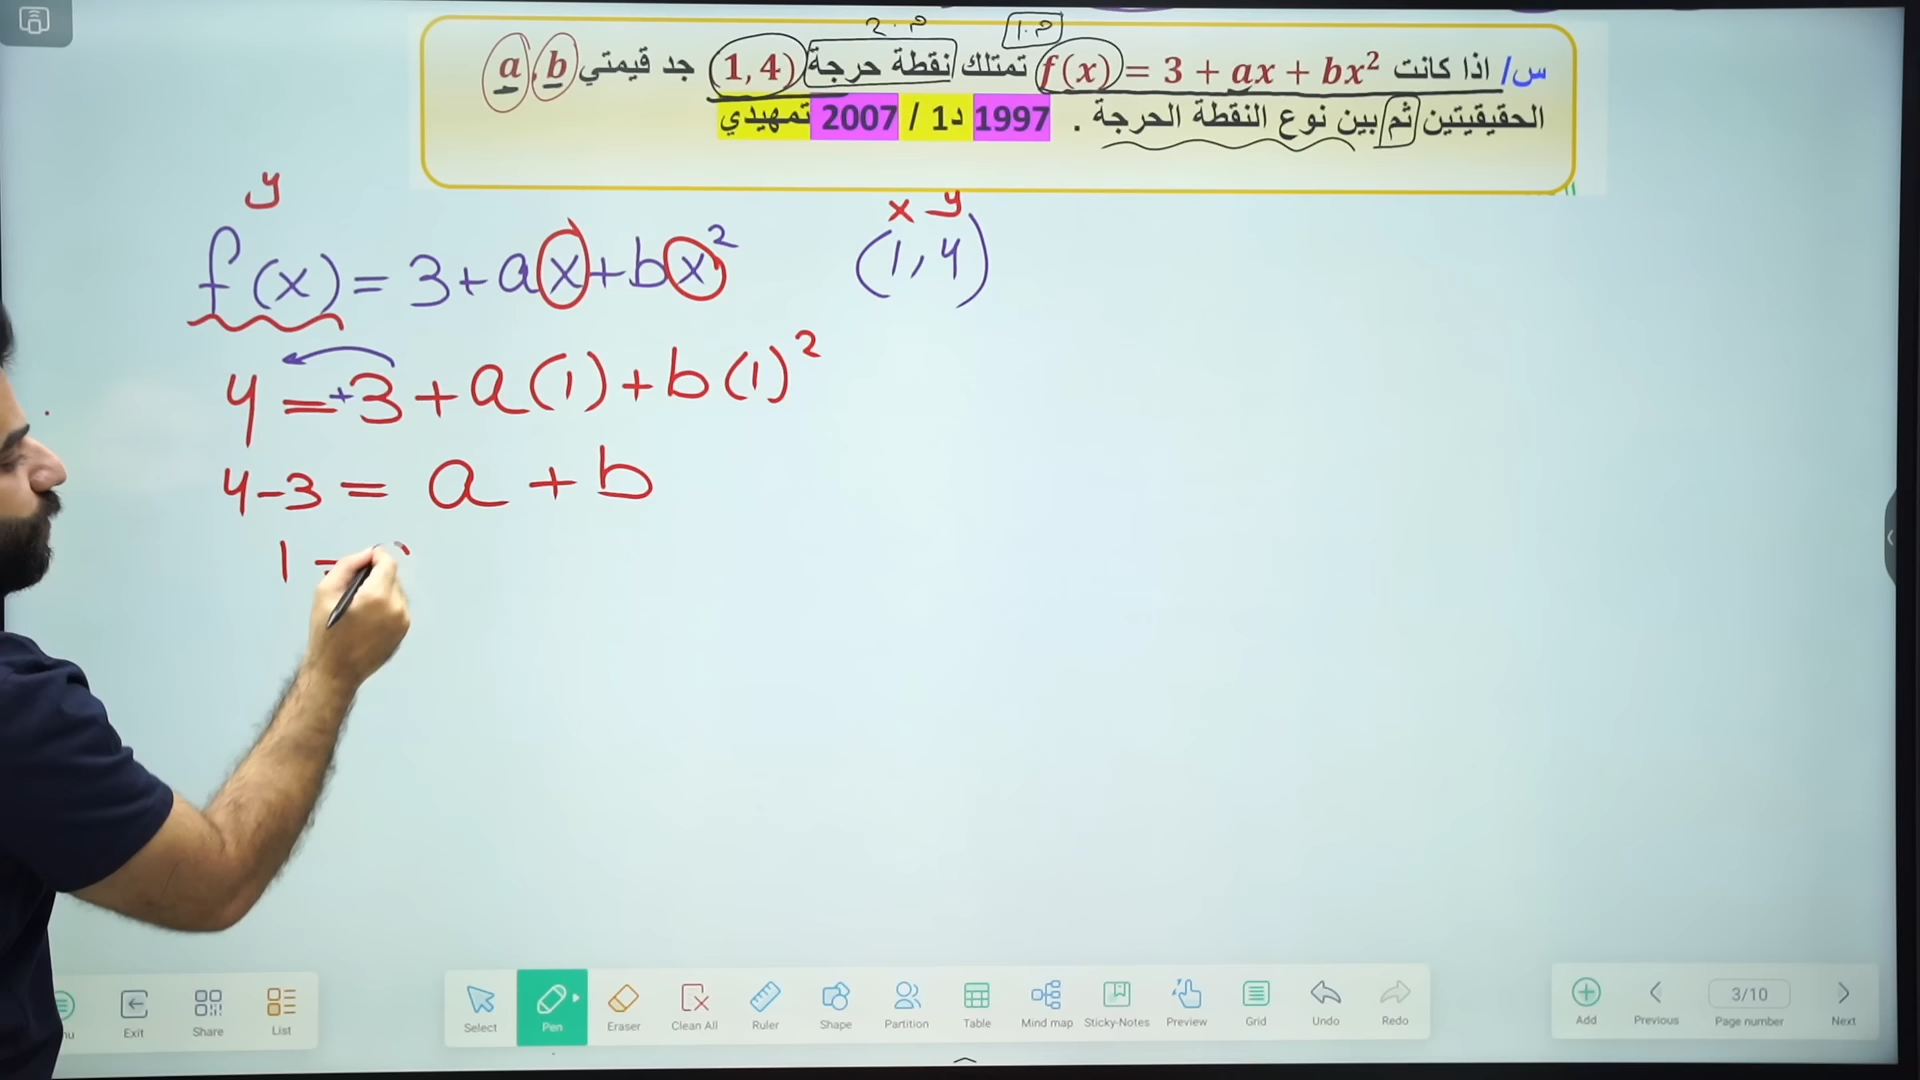 م.2 م.1
س/ اذا كانت f(x) = 3 + ax + bx² تمتلك نقطة حرجة (1, 4) جد قيمتي a, b
الحقيقيتين ثم بين نوع النقطة الحرجة . 1997 د1 / 2007 تمهيدي
y
x y
f(x) = 3 + ax + bx² (1, 4)
4 = +3 + a(1) + b(1)²
4 - 3 = a + b
1 =
Exit Share List Select Pen Eraser Clean All Ruler Shape Partition Table Mind map Sticky-Notes Preview Grid Undo Redo Add Previous 3/10 Page number Next